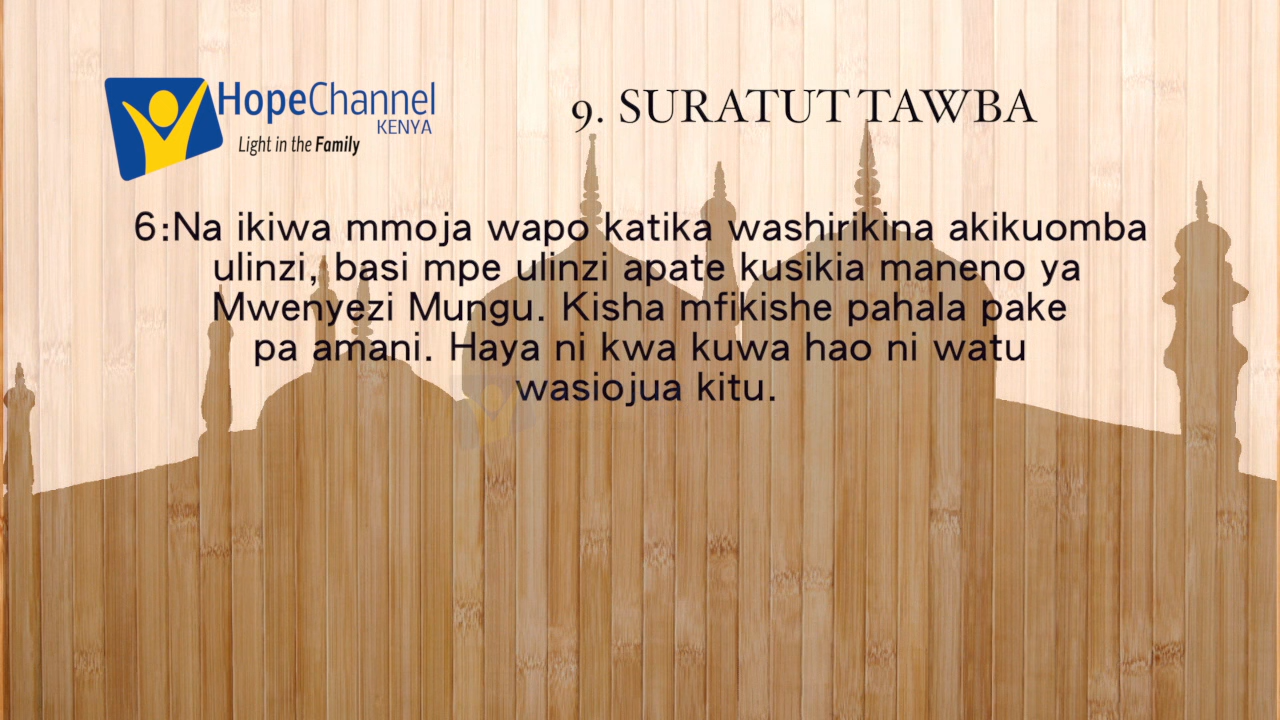 HopeChannel
KENYA
Light in the Family
9. SURATUT TAWBA
6:Na ikiwa mmoja wapo katika washirikina akikuomba
ulinzi, basi mpe ulinzi apate kusikia maneno ya
Mwenyezi Mungu. Kisha mfikishe pahala pake
pa amani. Haya ni kwa kuwa hao ni watu
wasiojua kitu.